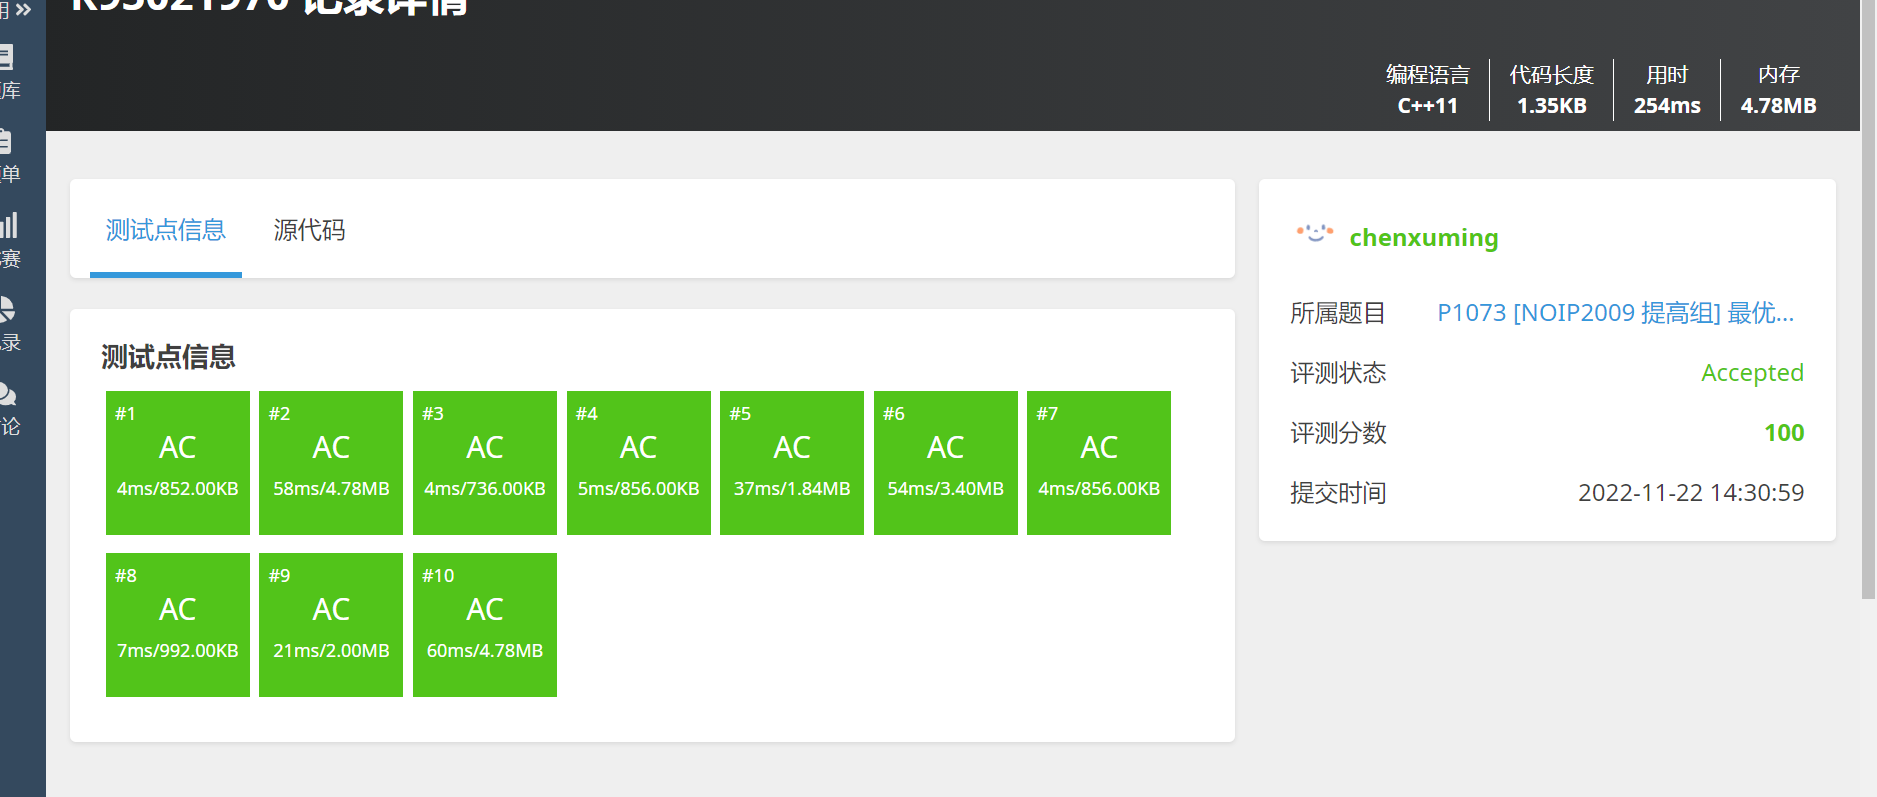 记录详情
编程语言
C++11
代码长度
1.35KB
用时
254ms
内存
4.78MB
库
单
赛
录
论
测试点信息
源代码
测试点信息
#1
AC
4ms/852.00KB
#2
AC
58ms/4.78MB
#3
AC
4ms/736.00KB
#4
AC
5ms/856.00KB
#5
AC
37ms/1.84MB
#6
AC
54ms/3.40MB
#7
AC
4ms/856.00KB
#8
AC
7ms/992.00KB
#9
AC
21ms/2.00MB
#10
AC
60ms/4.78MB
chenxuming
所属题目
P1073 [NOIP2009 提高组] 最优...
评测状态
Accepted
评测分数
100
提交时间
2022-11-22 14:30:59